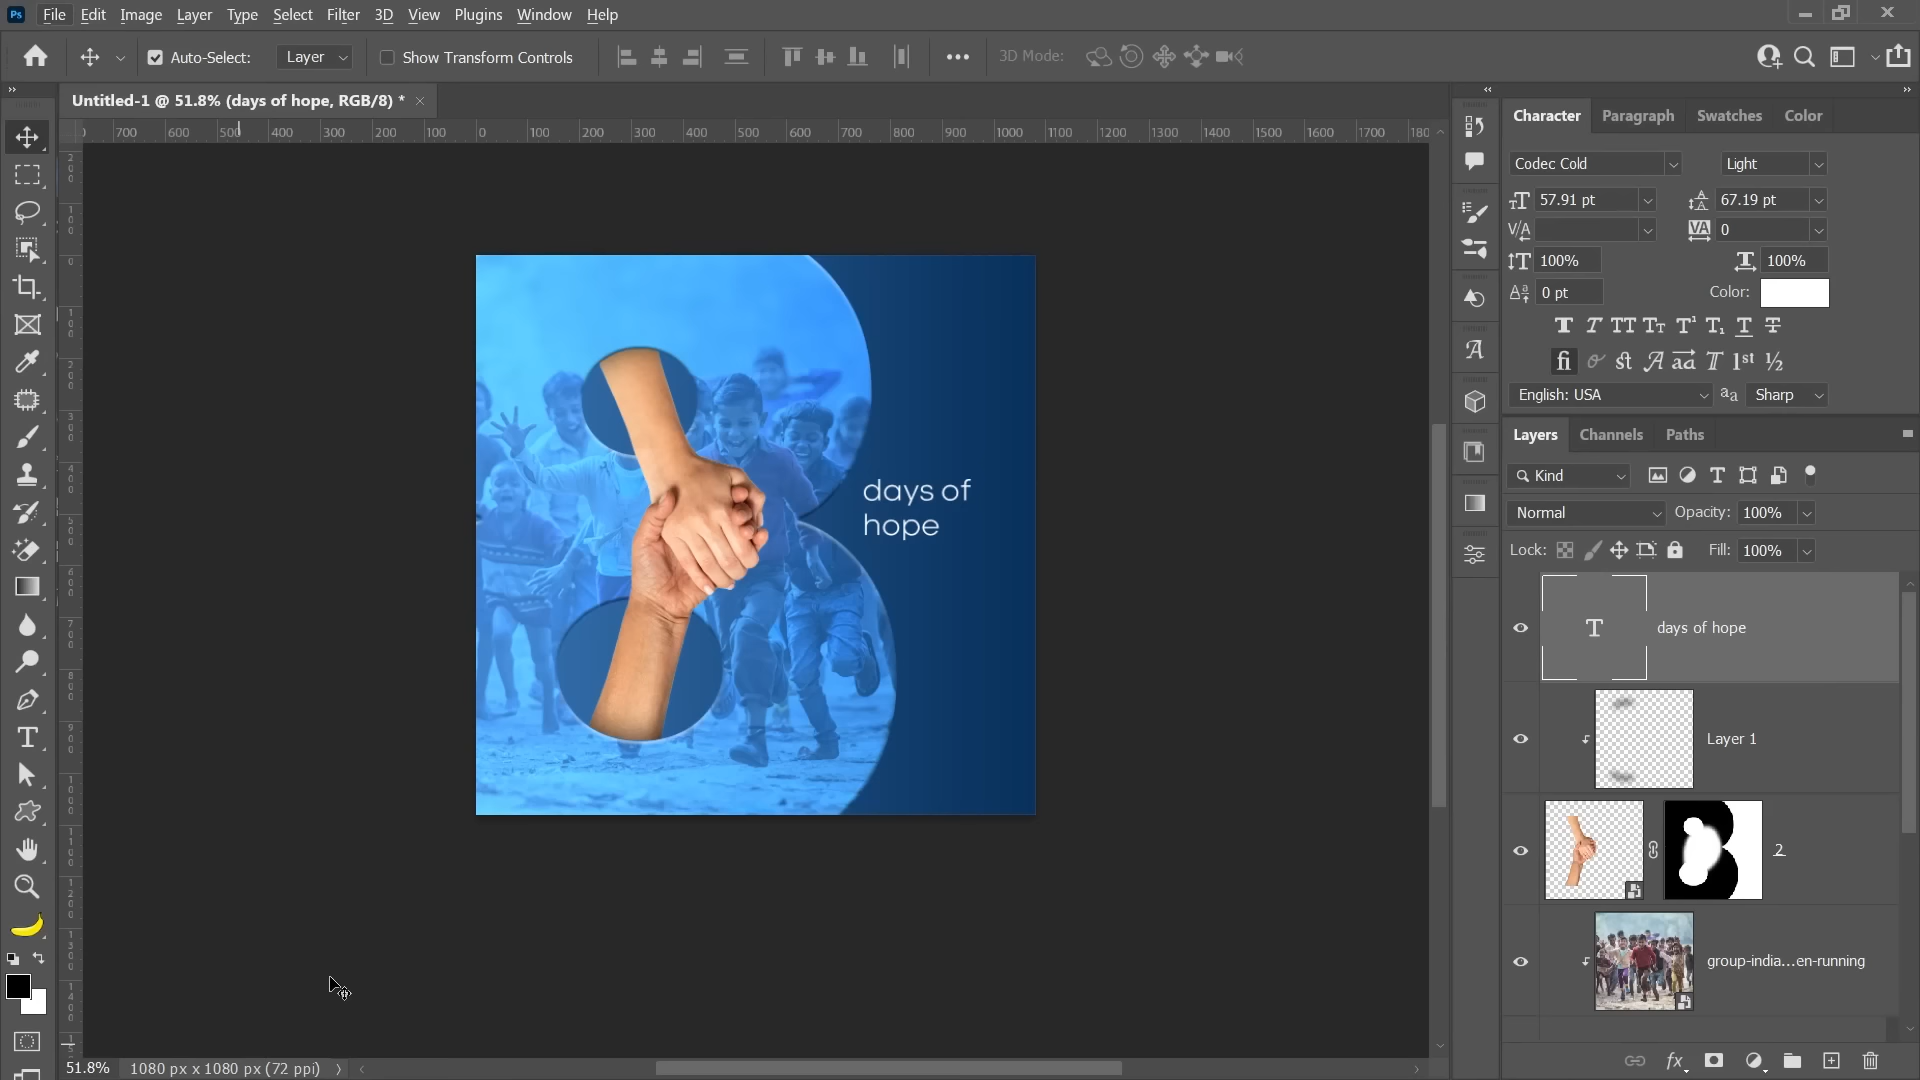 Ps File Edit Image Layer Type Select Filter 3D View Plugins Window Help
Auto-Select: Layer Show Transform Controls 3D Mode:
Untitled-1 @ 51.8% (days of hope, RGB/8) * ×
700 600 500 400 300 200 100 0 100 200 300 400 500 600 700 800 900 1000 1100 1200 1300 1400 1500 1600 1700 180
Character Paragraph Swatches Color
Codec Cold Light
57.91 pt 67.19 pt
0
100% 100%
0 pt Color:
English: USA Sharp
Layers Channels Paths
Kind
Normal Opacity: 100%
Lock: Fill: 100%
days of hope
Layer 1
2
group-india...en-running
days of
hope
51.8% 1080 px x 1080 px (72 ppi)